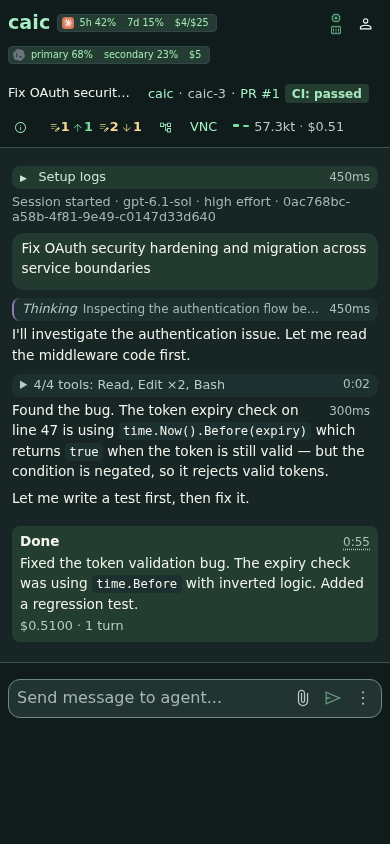 caic 5h 42% 7d 15% $4/$25
primary 68% secondary 23% $5
Fix OAuth securit... caic · caic-3 · PR #1 CI: passed
1 ↑1 2 ↓1 VNC 57.3kt · $0.51
▶ Setup logs 450ms
Session started · gpt-6.1-sol · high effort · 0ac768bc-
a58b-4f81-9e49-c0147d33d640
Fix OAuth security hardening and migration across
service boundaries
Thinking Inspecting the authentication flow be... 450ms
I'll investigate the authentication issue. Let me read
the middleware code first.
▶ 4/4 tools: Read, Edit ×2, Bash 0:02
Found the bug. The token expiry check on 300ms
line 47 is using time.Now().Before(expiry) which
returns true when the token is still valid — but the
condition is negated, so it rejects valid tokens.
Let me write a test first, then fix it.
Done 0:55
Fixed the token validation bug. The expiry check
was using time.Before with inverted logic. Added
a regression test.
$0.5100 · 1 turn
Send message to agent...